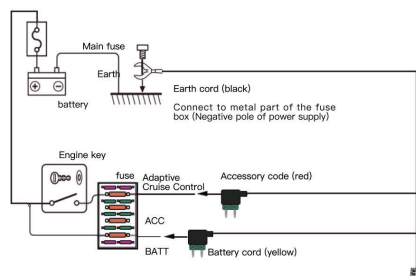 Main fuse
Earth
Earth cord (black)
battery
Connect to metal part of the fuse
box (Negative pole of power supply)
Engine key
fuse
Adaptive
Cruise Control
Accessory code (red)
ACC
BATT
Battery cord (yellow)